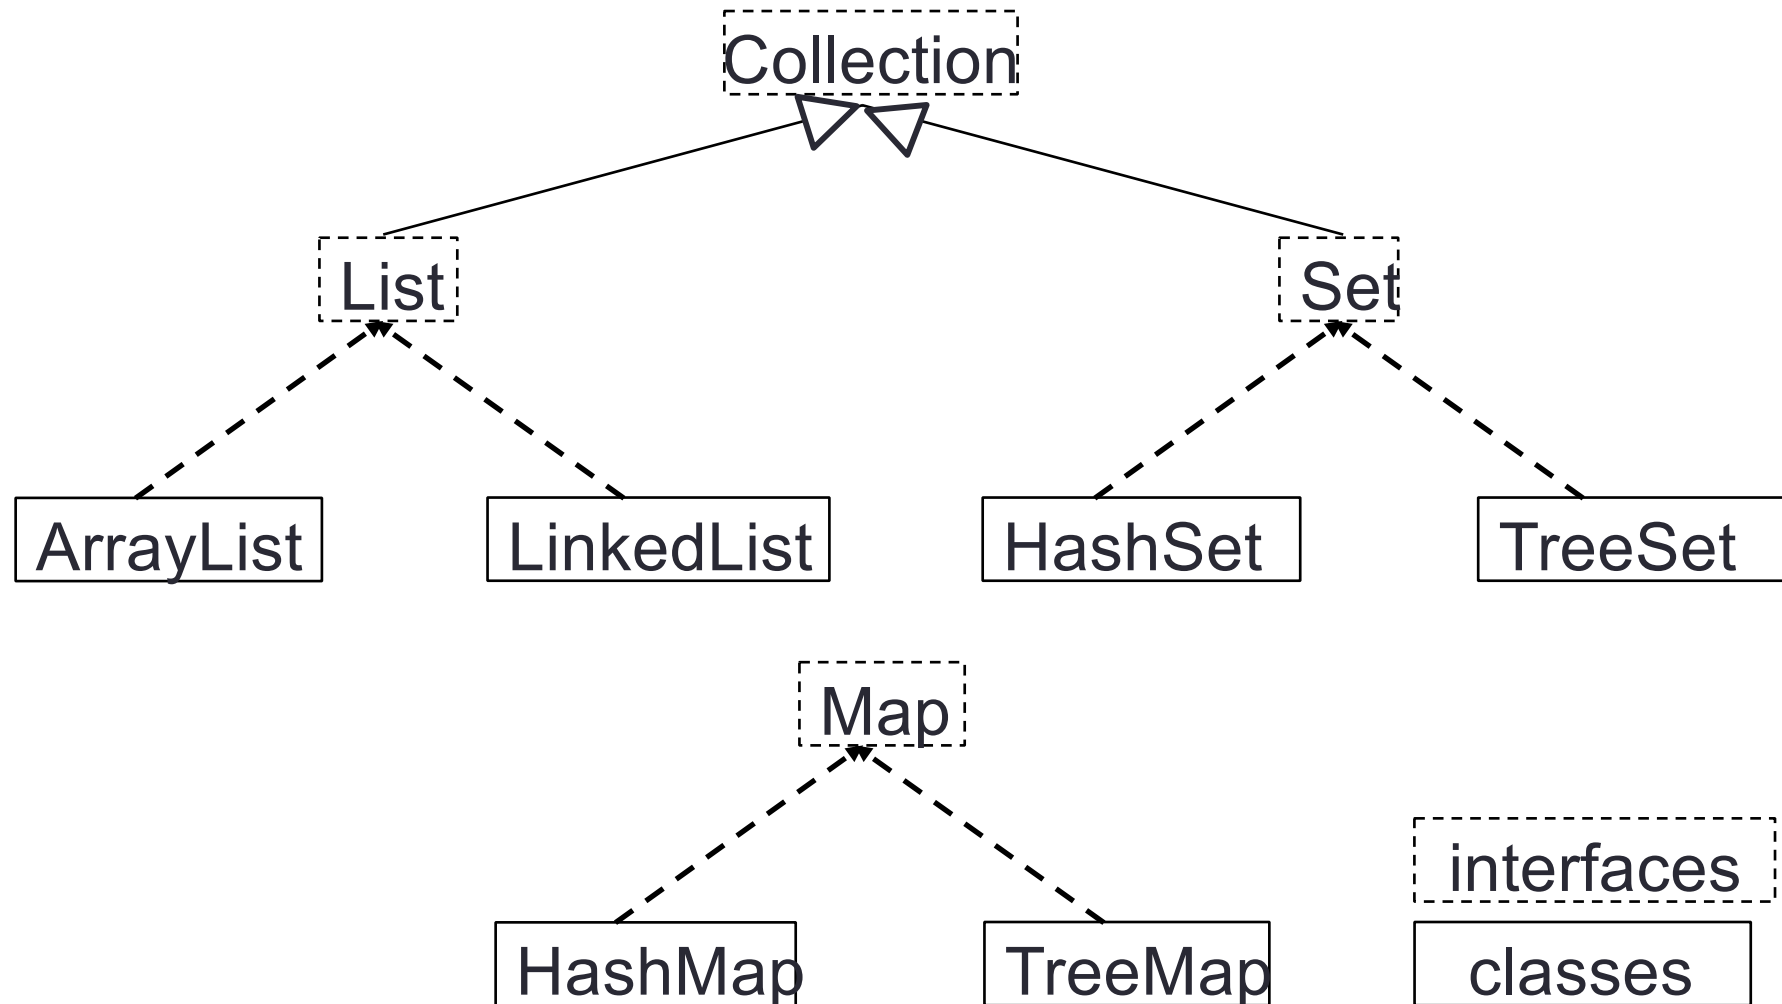 Collection
List
Set
ArrayList
LinkedList
HashSet
TreeSet
Map
interfaces
HashMap
TreeMap
classes